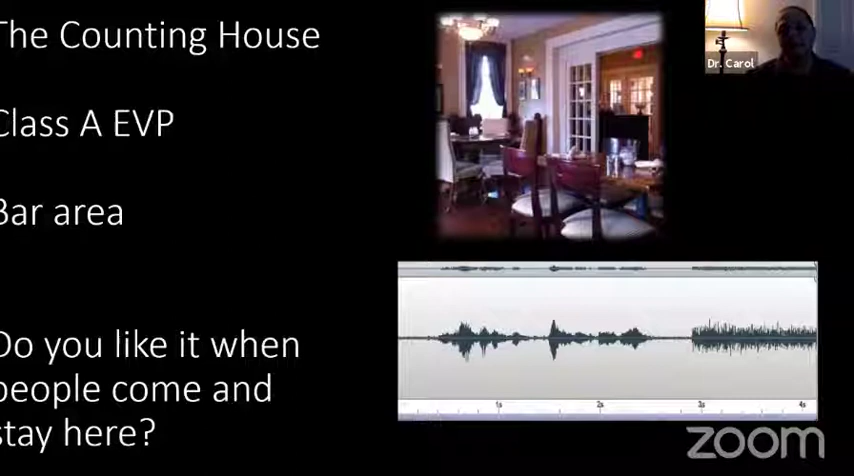 The Counting House
Class A EVP
Bar area
Do you like it when
people come and
stay here?
Dr. Carol
1s 2s 3s 4s
zoom